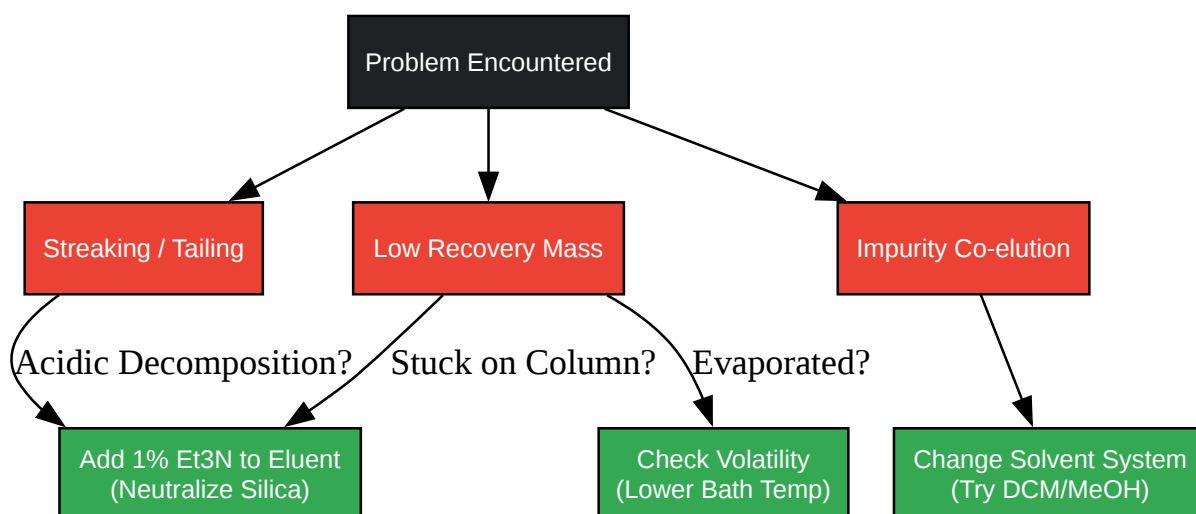 Problem Encountered
Streaking / Tailing
Low Recovery Mass
Impurity Co-elution
Acidic Decomposition?
Stuck on Column?
Evaporated?
Add 1% Et3N to Eluent
(Neutralize Silica)
Check Volatility
(Lower Bath Temp)
Change Solvent System
(Try DCM/MeOH)